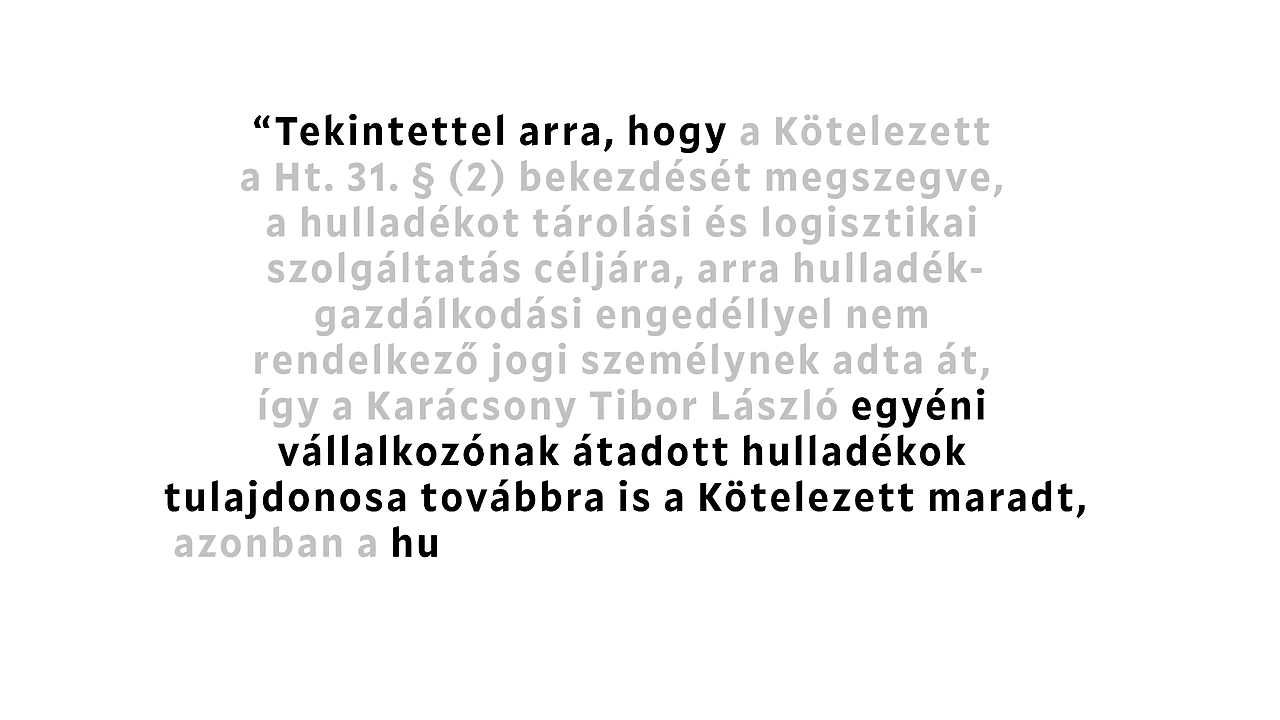 “Tekintettel arra, hogy a Kötelezett
a Ht. 31. § (2) bekezdését megszegve,
a hulladékot tárolási és logisztikai
szolgáltatás céljára, arra hulladék-
gazdálkodási engedéllyel nem
rendelkező jogi személynek adta át,
így a Karácsony Tibor László egyéni
vállalkozónak átadott hulladékok
tulajdonosa továbbra is a Kötelezett maradt,
azonban a hu